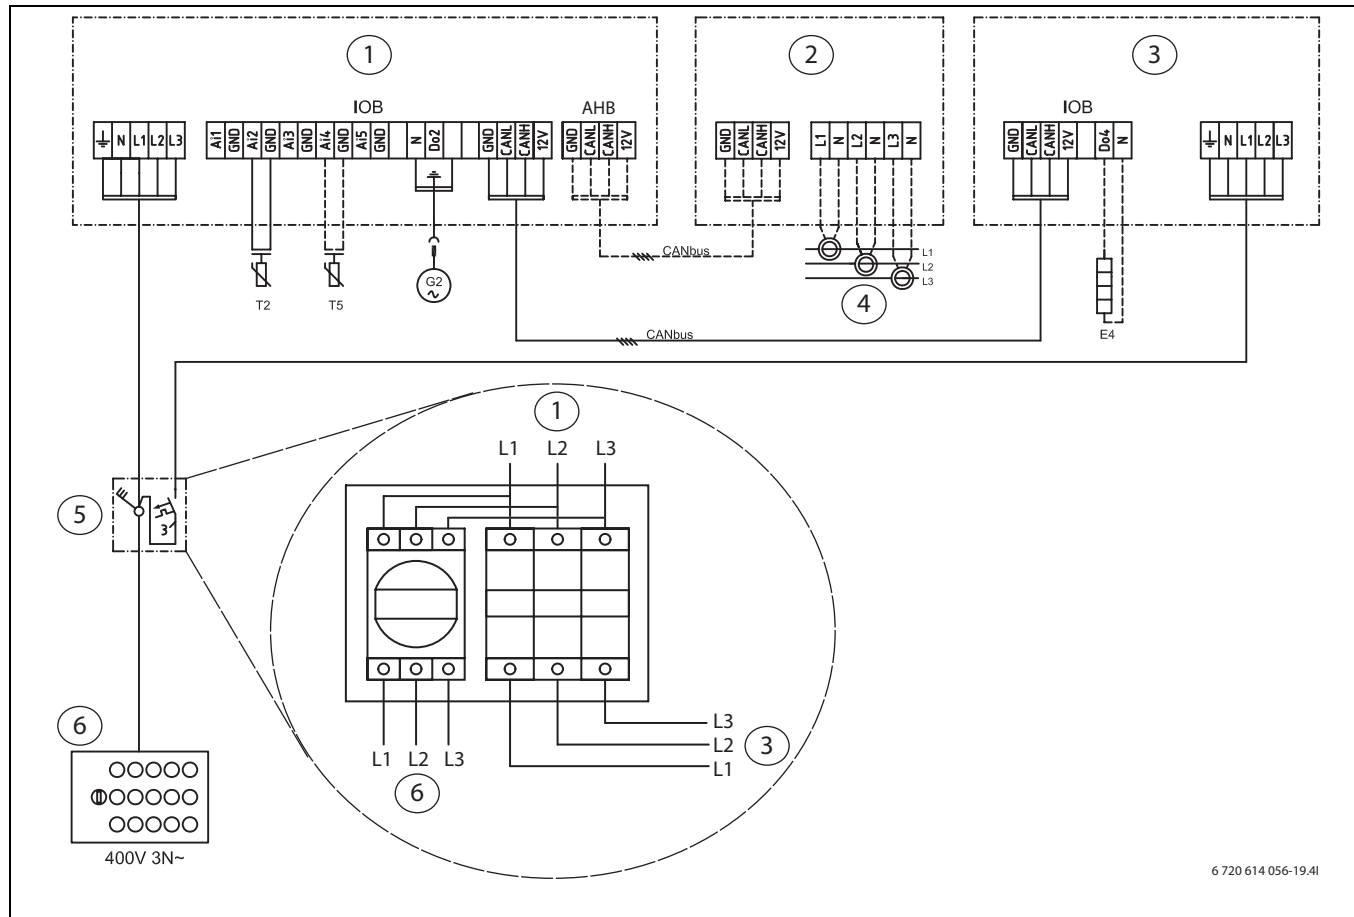 1
2
3
IOB
AHB
IOB
N L1 L2 L3
Ai1 GND Ai2 GND Ai3 GND Ai4 GND Ai5 GND N Do2 GND CANL CANH 12V
GND CANL CANH 12V
GND CANL CANH 12V
L1 N L2 N L3 N
GND CANL CANH 12V Do4 N
N L1 L2 L3
CANbus
L1
L2
L3
T2
T5
G2
~
4
E4
CANbus
1
L1 L2 L3
5
3
L3
L2
L1
3
L1 L2 L3
6
6
400V 3N~
6 720 614 056-19.4I